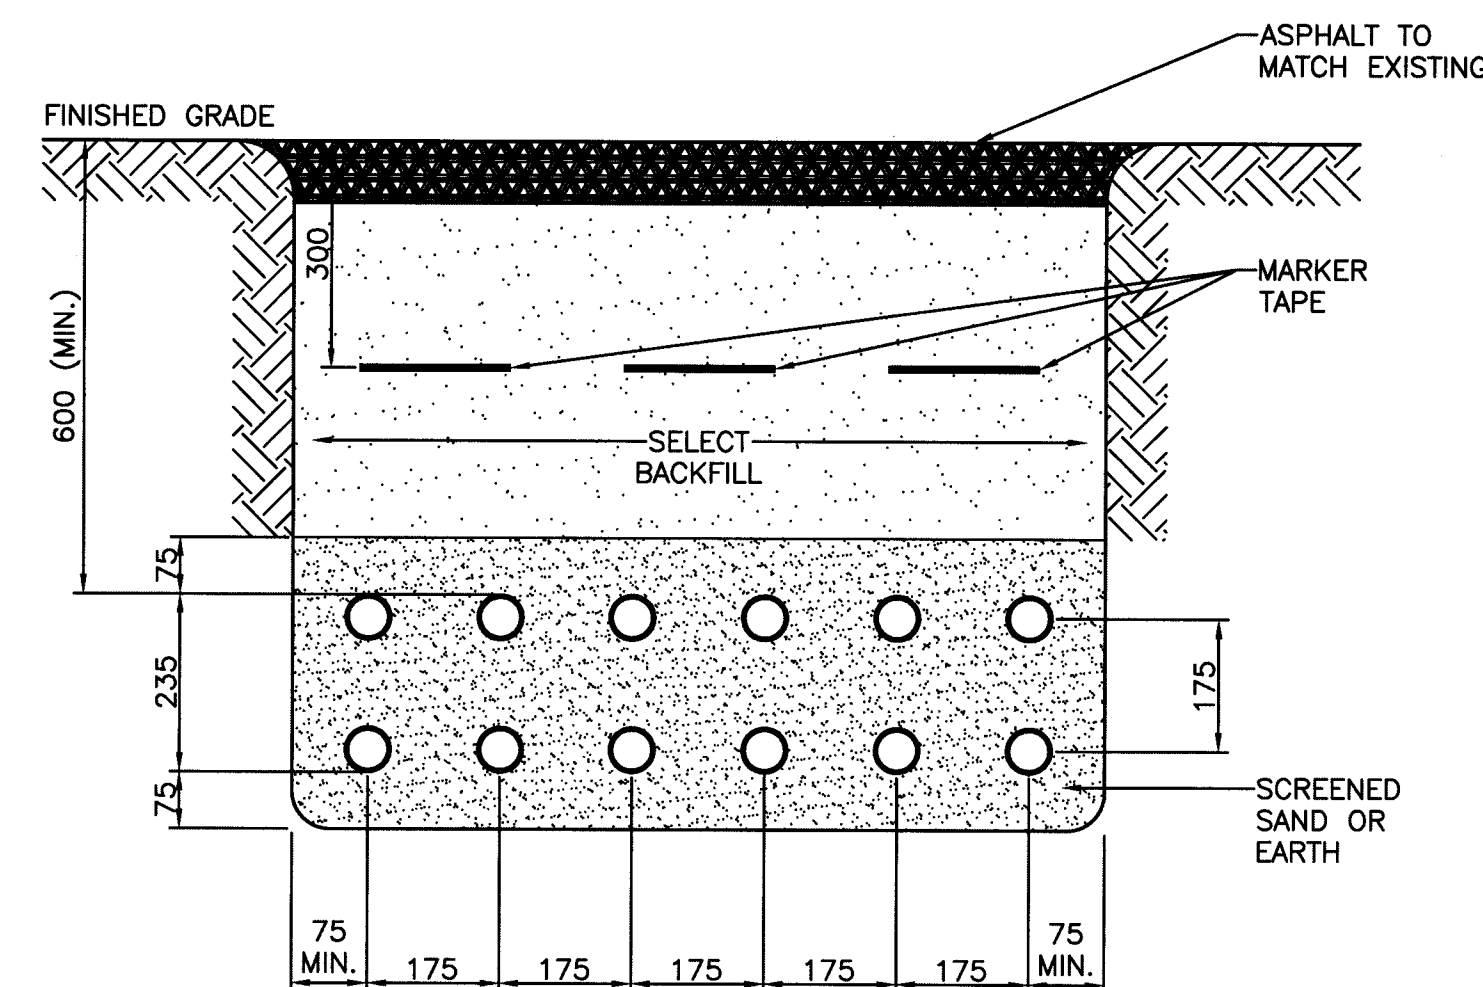 ASPHALT TO
MATCH EXISTING
FINISHED GRADE
300
MARKER
TAPE
600 (MIN.)
SELECT
BACKFILL
75
235
175
75
SCREENED
SAND OR
EARTH
75
MIN.
175
175
175
175
175
75
MIN.